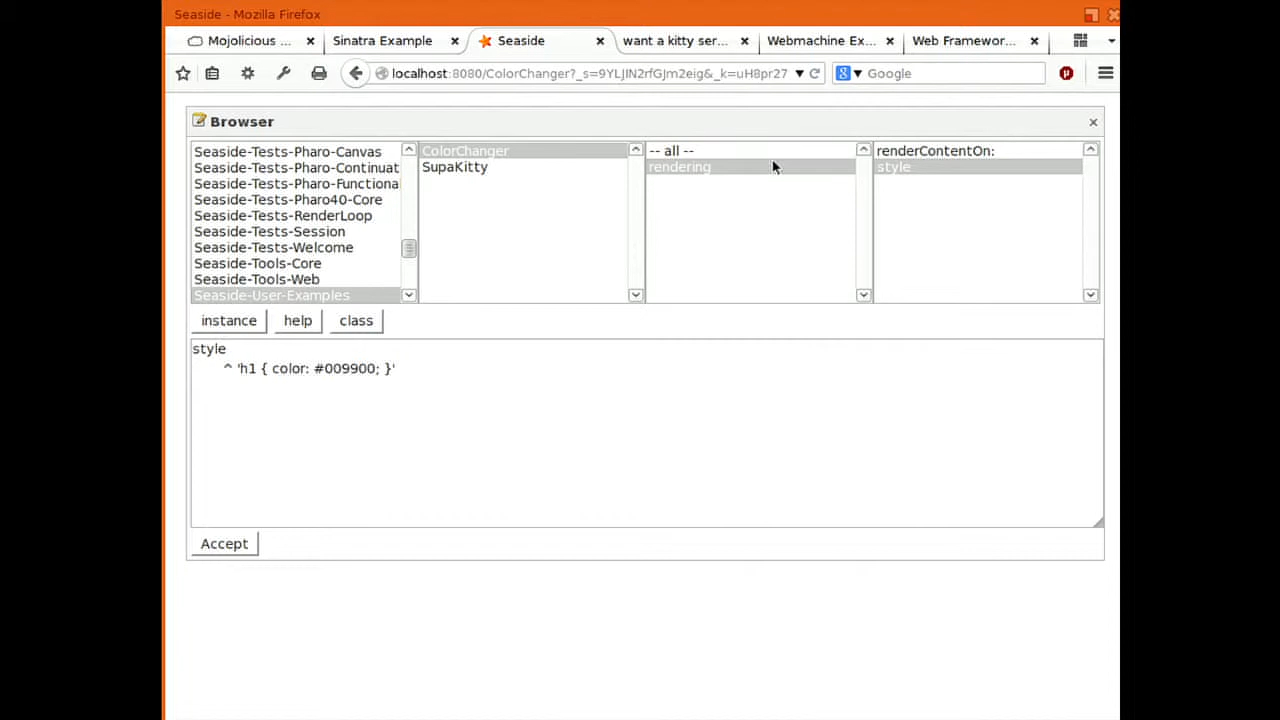 Seaside - Mozilla Firefox
Mojolicious ...
Sinatra Example
Seaside
want a kitty ser...
Webmachine Ex...
Web Framewor...
localhost:8080/ColorChanger?_s=9YLJIN2rfGJm2eig&_k=uH8pr27
Google
Browser
Seaside-Tests-Pharo-Canvas
Seaside-Tests-Pharo-Continuat
Seaside-Tests-Pharo-Functiona
Seaside-Tests-Pharo40-Core
Seaside-Tests-RenderLoop
Seaside-Tests-Session
Seaside-Tests-Welcome
Seaside-Tools-Core
Seaside-Tools-Web
Seaside-User-Examples
ColorChanger
SupaKitty
-- all --
rendering
renderContentOn:
style
instance
help
class
style
^ 'h1 { color: #009900; }'
Accept